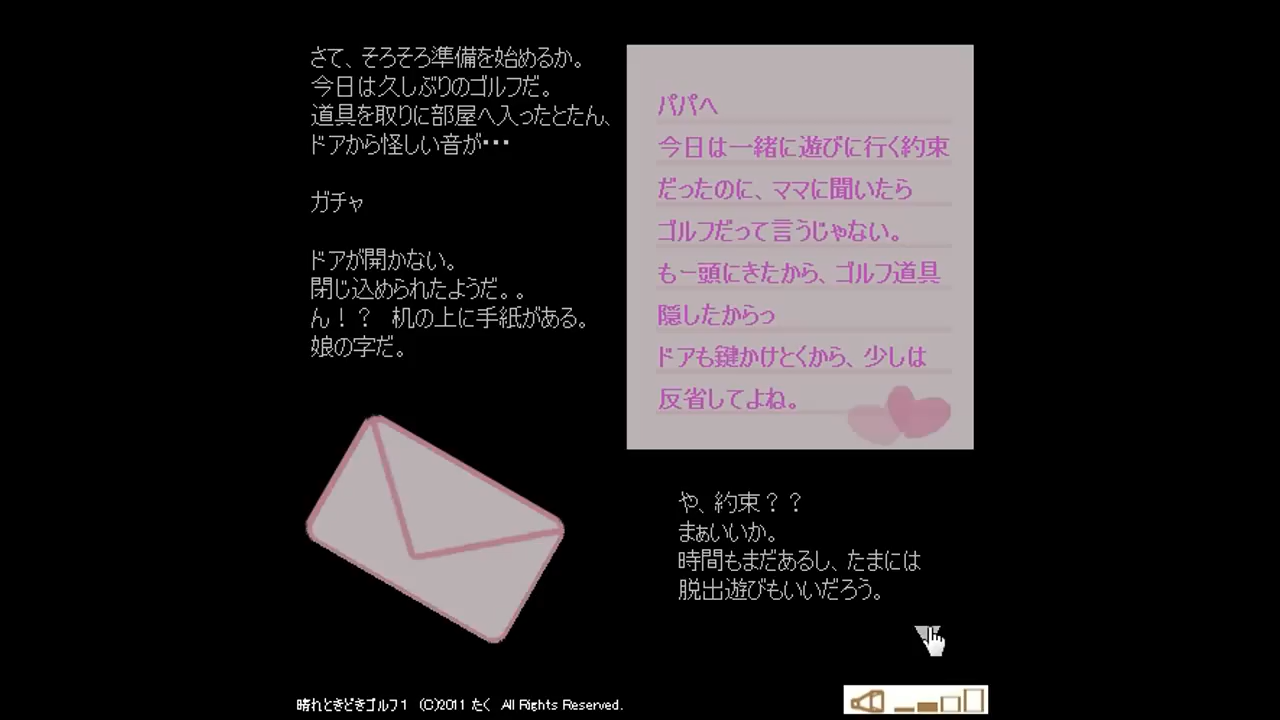 さて、そろそろ準備を始めるか。
今日は久しぶりのゴルフだ。
道具を取りに部屋へ入ったとたん、
ドアから怪しい音が・・・
ガチャ
ドアが開かない。
閉じ込められたようだ。。
ん！？　机の上に手紙がある。
娘の字だ。
パパへ
今日は一緒に遊びに行く約束
だったのに、ママに聞いたら
ゴルフだって言うじゃない。
もー頭にきたから、ゴルフ道具
隠したからっ
ドアも鍵かけとくから、少しは
反省してよね。
や、約束？？
まぁいいか。
時間もまだあるし、たまには
脱出遊びもいいだろう。
晴れときどきゴルフ1　(C)2011 たく　All Rights Reserved.